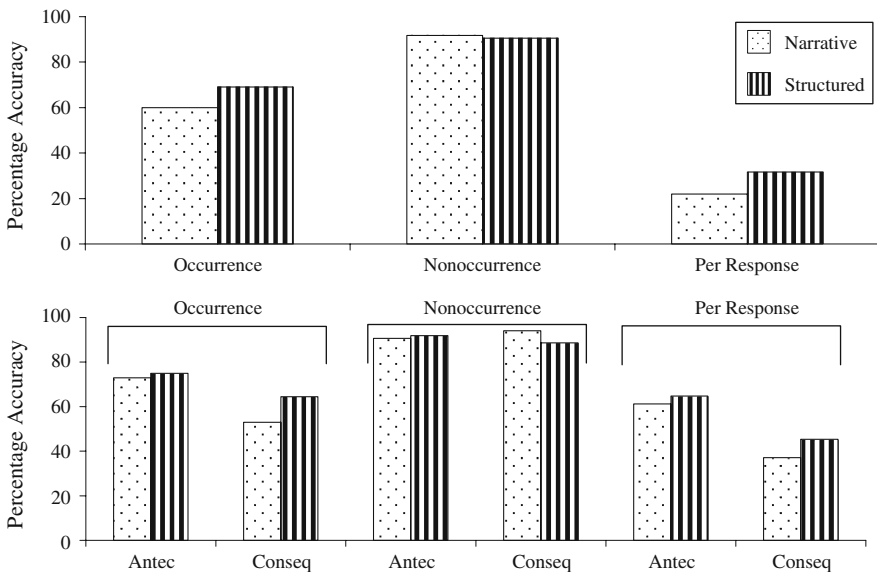 Percentage Accuracy
100
80
60
40
20
0
Narrative
Structured
Occurrence
Nonoccurrence
Per Response
Percentage Accuracy
100
80
60
40
20
0
Occurrence
Nonoccurrence
Per Response
Antec
Conseq
Antec
Conseq
Antec
Conseq